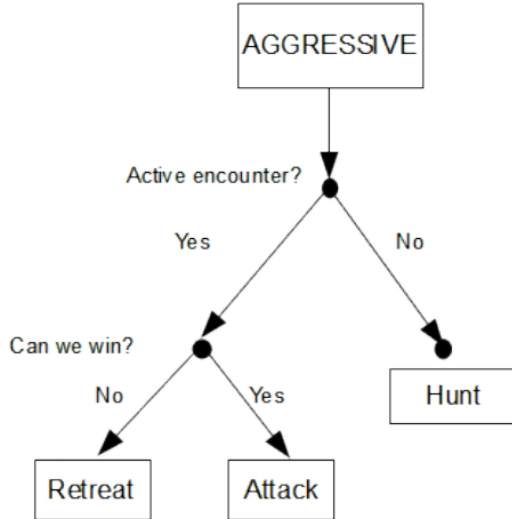 AGGRESSIVE
Active encounter?
Yes
No
Can we win?
No
Yes
Hunt
Retreat
Attack